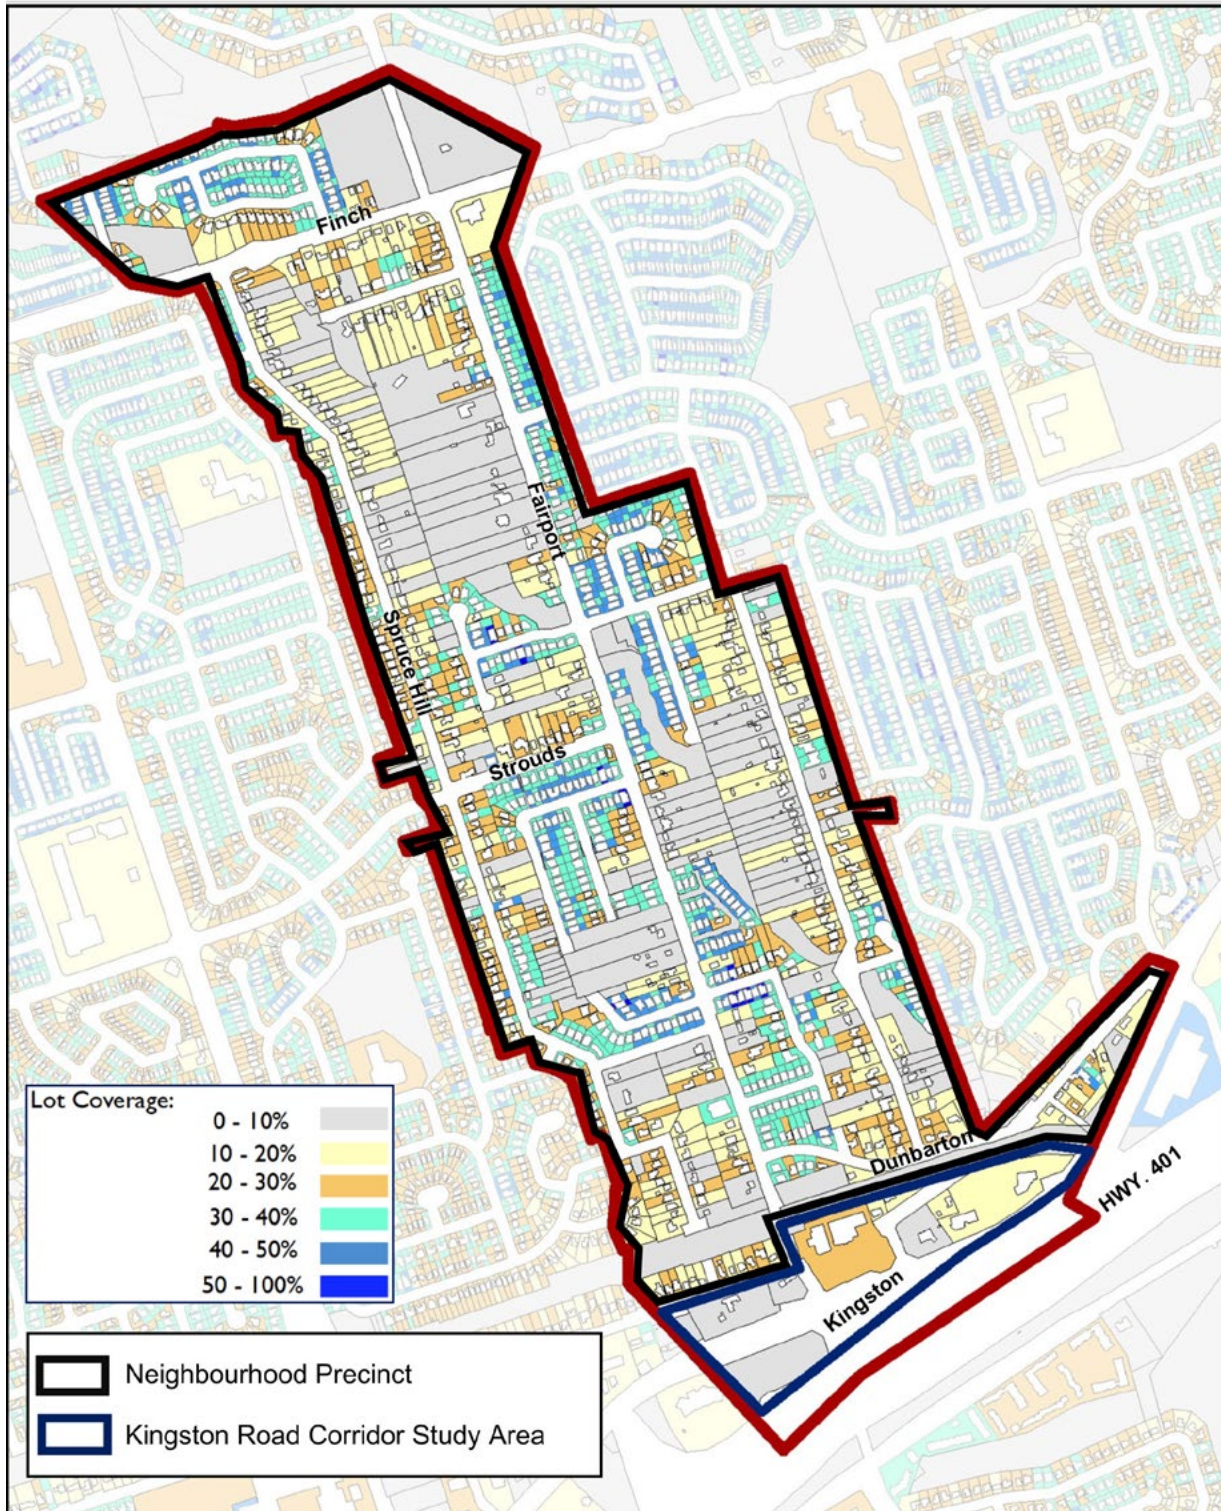 Finch
Fairport
Spruce Hill
Strouds
Dunbarton
HWY. 401
Kingston
Lot Coverage:
0 - 10%
10 - 20%
20 - 30%
30 - 40%
40 - 50%
50 - 100%
Neighbourhood Precinct
Kingston Road Corridor Study Area